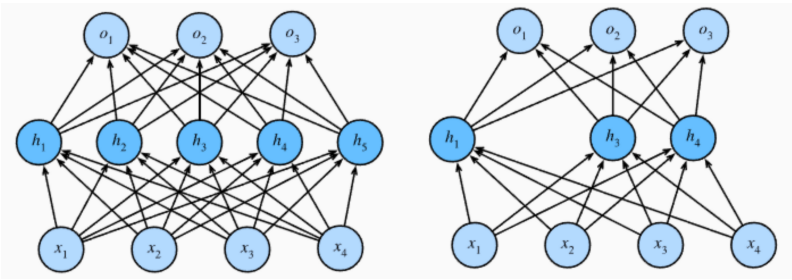 o1 o2 o3 o1 o2 o3
h1 h2 h3 h4 h5 h1 h3 h4
x1 x2 x3 x4 x1 x2 x3 x4